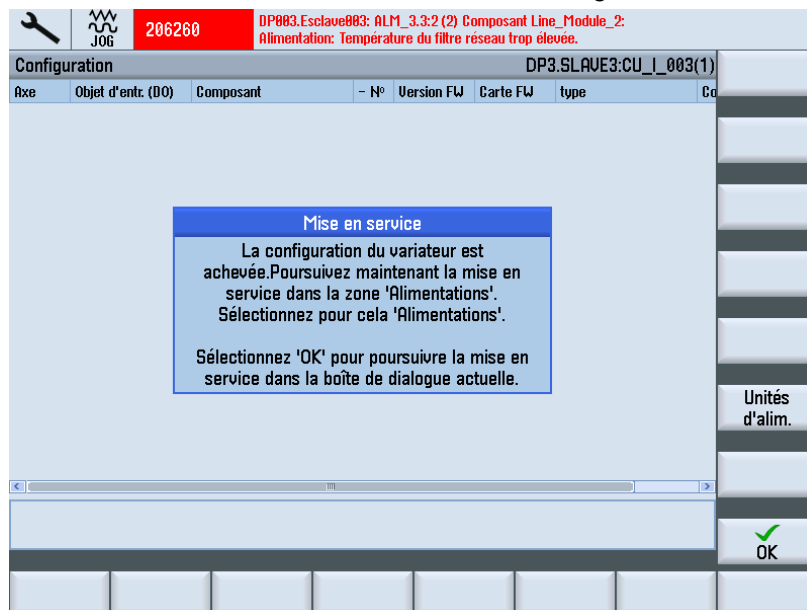 JOG
206260
DP003.Esclave003: ALM_3.3:2 (2) Composant Line_Module_2:
Alimentation: Température du filtre réseau trop élevée.
Configuration
DP3.SLAVE3:CU_I_003(1)
Axe Objet d'entr. (DO) Composant - Nº Version FW Carte FW type Co
Mise en service
La configuration du variateur est
achevée.Poursuivez maintenant la mise en
service dans la zone 'Alimentations'.
Sélectionnez pour cela 'Alimentations'.
Sélectionnez 'OK' pour poursuivre la mise en
service dans la boîte de dialogue actuelle.
Unités
d'alim.
OK